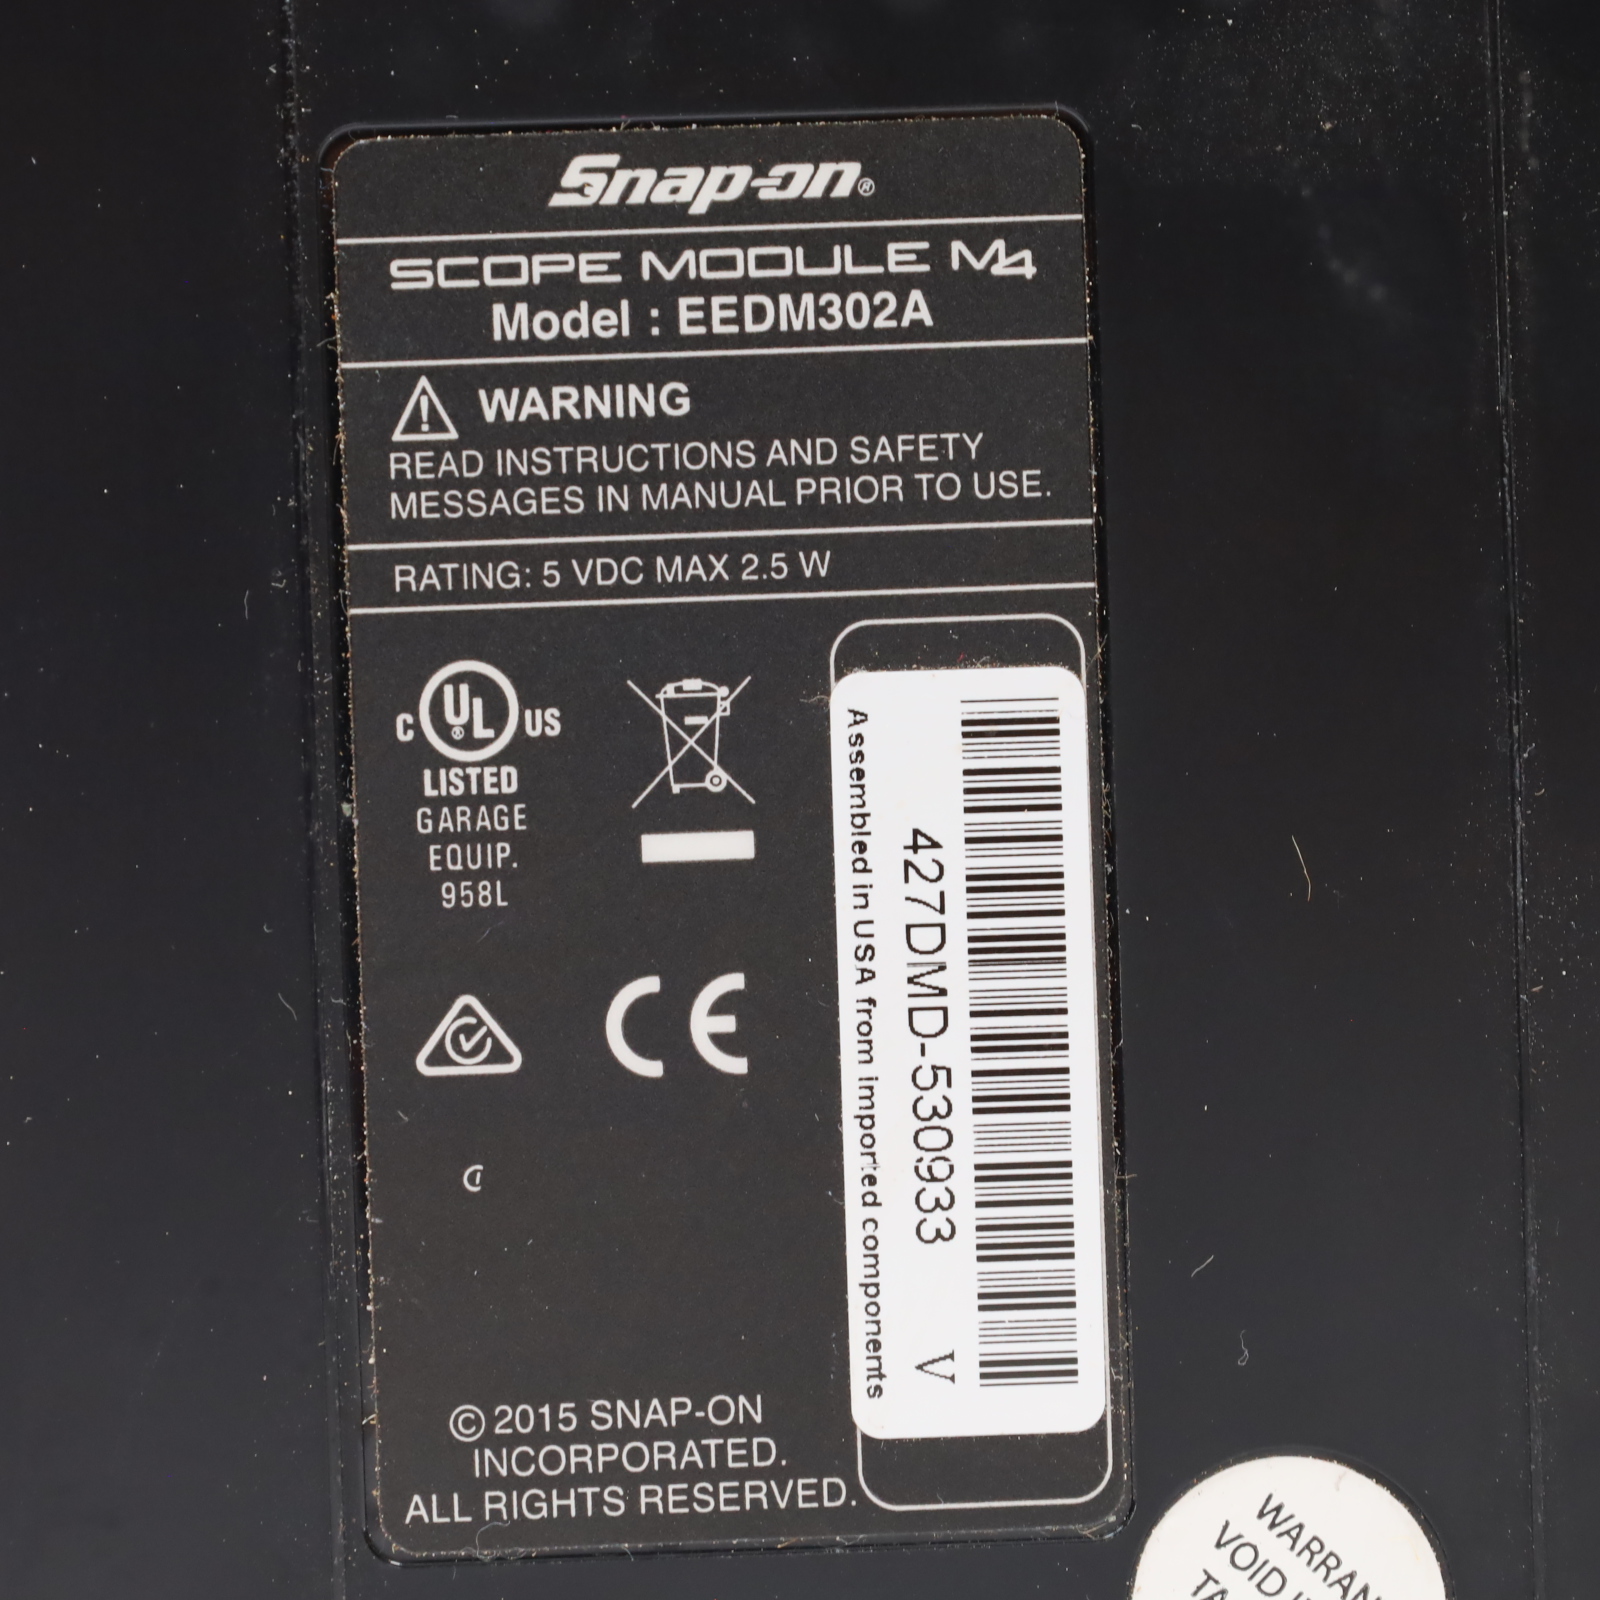 Snap-on®
SCOPE MODULE M4
Model : EEDM302A
WARNING
READ INSTRUCTIONS AND SAFETY
MESSAGES IN MANUAL PRIOR TO USE.
RATING: 5 VDC MAX 2.5 W
C UL® US
LISTED
GARAGE
EQUIP.
958L
CE
427DMD-530933 V
Assembled in USA from imported components
© 2015 SNAP-ON
INCORPORATED.
ALL RIGHTS RESERVED.
VOID